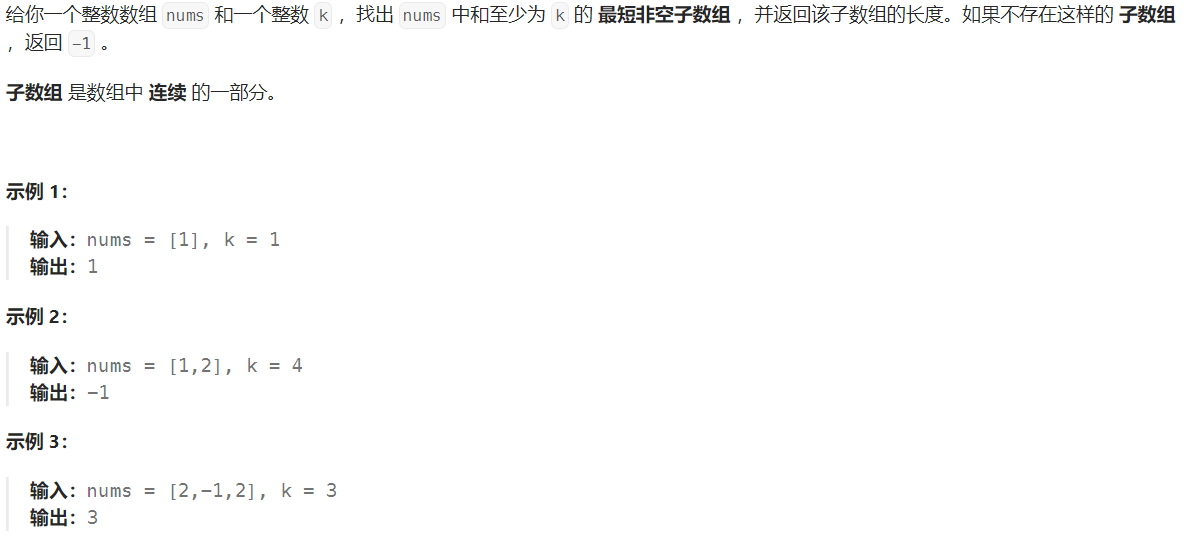 给你一个整数数组 nums 和一个整数 k ，找出 nums 中和至少为 k 的 最短非空子数组 ，并返回该子数组的长度。如果不存在这样的 子数组
，返回 -1 。
子数组 是数组中 连续 的一部分。
示例 1：
输入：nums = [1], k = 1
输出：1
示例 2：
输入：nums = [1,2], k = 4
输出：-1
示例 3：
输入：nums = [2,-1,2], k = 3
输出：3